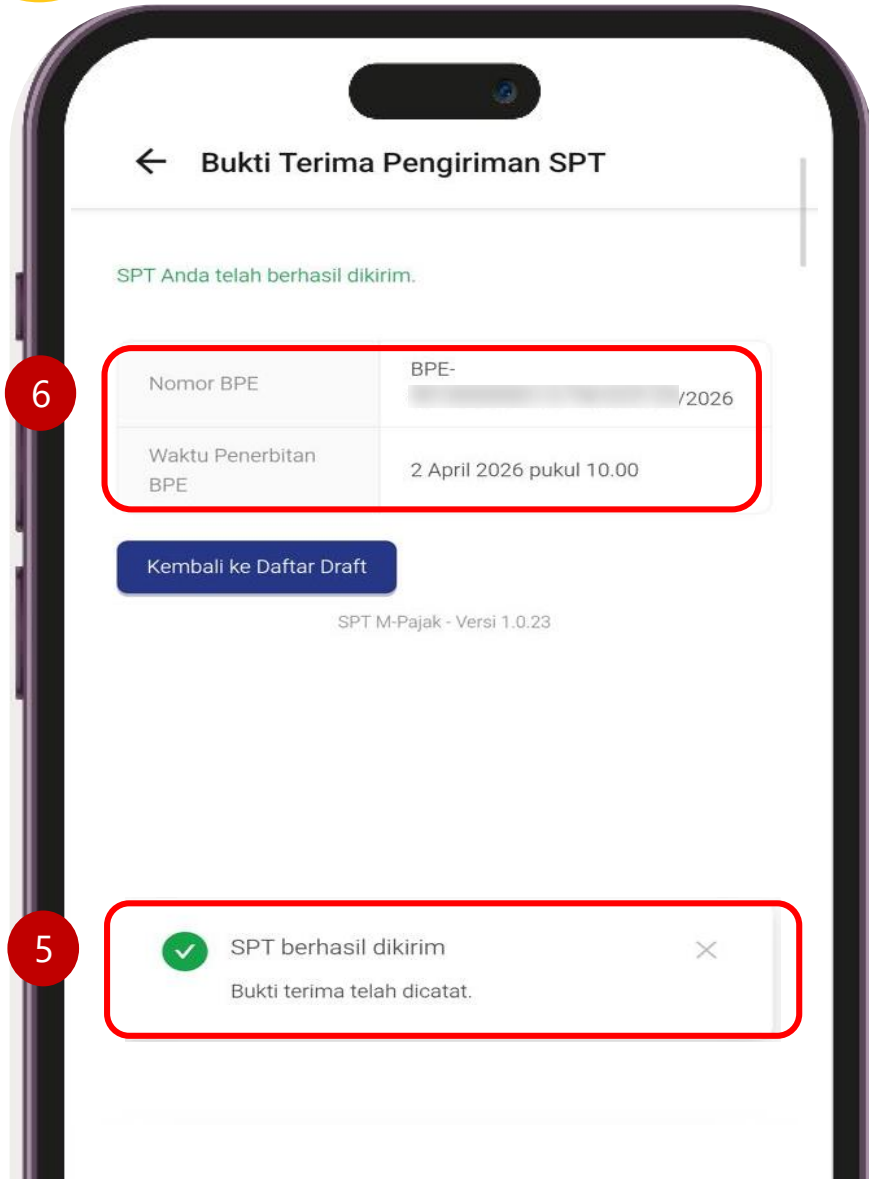 Bukti Terima Pengiriman SPT
SPT Anda telah berhasil dikirim.
6
Nomor BPE
BPE-
/2026
Waktu Penerbitan
BPE
2 April 2026 pukul 10.00
Kembali ke Daftar Draft
SPT M-Pajak - Versi 1.0.23
5
SPT berhasil dikirim
Bukti terima telah dicatat.